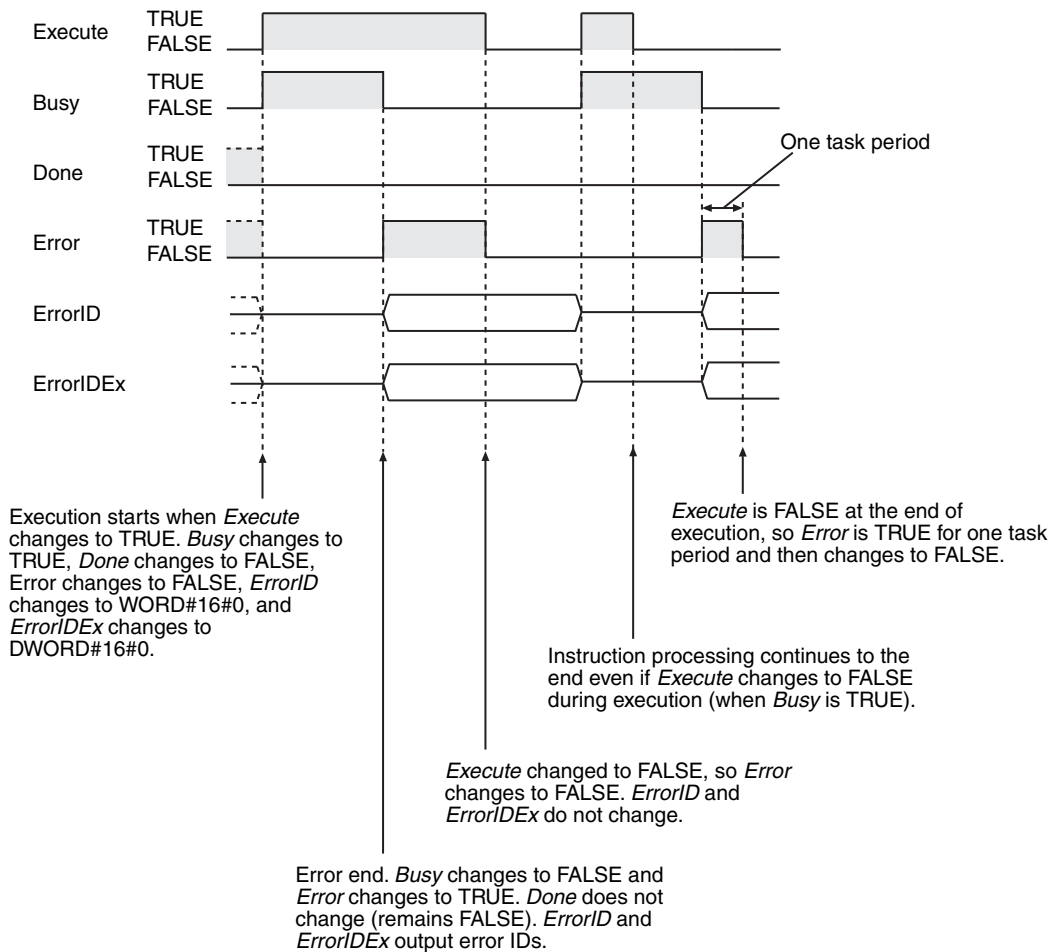 Execute
TRUE
FALSE
Busy
TRUE
FALSE
Done
TRUE
FALSE
One task period
Error
TRUE
FALSE
ErrorID
ErrorIDEx
Execution starts when Execute
changes to TRUE. Busy changes to
TRUE, Done changes to FALSE,
Error changes to FALSE, ErrorID
changes to WORD#16#0, and
ErrorIDEx changes to
DWORD#16#0.
Execute is FALSE at the end of
execution, so Error is TRUE for one task
period and then changes to FALSE.
Instruction processing continues to the
end even if Execute changes to FALSE
during execution (when Busy is TRUE).
Execute changed to FALSE, so Error
changes to FALSE. ErrorID and
ErrorIDEx do not change.
Error end. Busy changes to FALSE and
Error changes to TRUE. Done does not
change (remains FALSE). ErrorID and
ErrorIDEx output error IDs.